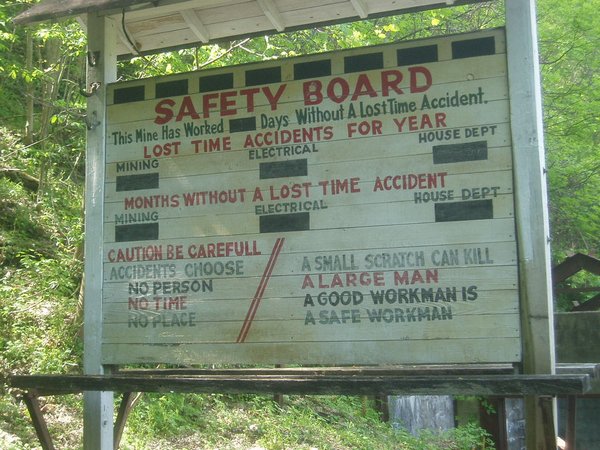 SAFETY BOARD
This Mine Has Worked Days Without A Lost Time Accident.
LOST TIME ACCIDENTS FOR YEAR
MINING ELECTRICAL HOUSE DEPT
MONTHS WITHOUT A LOST TIME ACCIDENT
MINING ELECTRICAL HOUSE DEPT
CAUTION BE CAREFULL
ACCIDENTS CHOOSE
NO PERSON
NO TIME
NO PLACE
A SMALL SCRATCH CAN KILL
A LARGE MAN
A GOOD WORKMAN IS
A SAFE WORKMAN